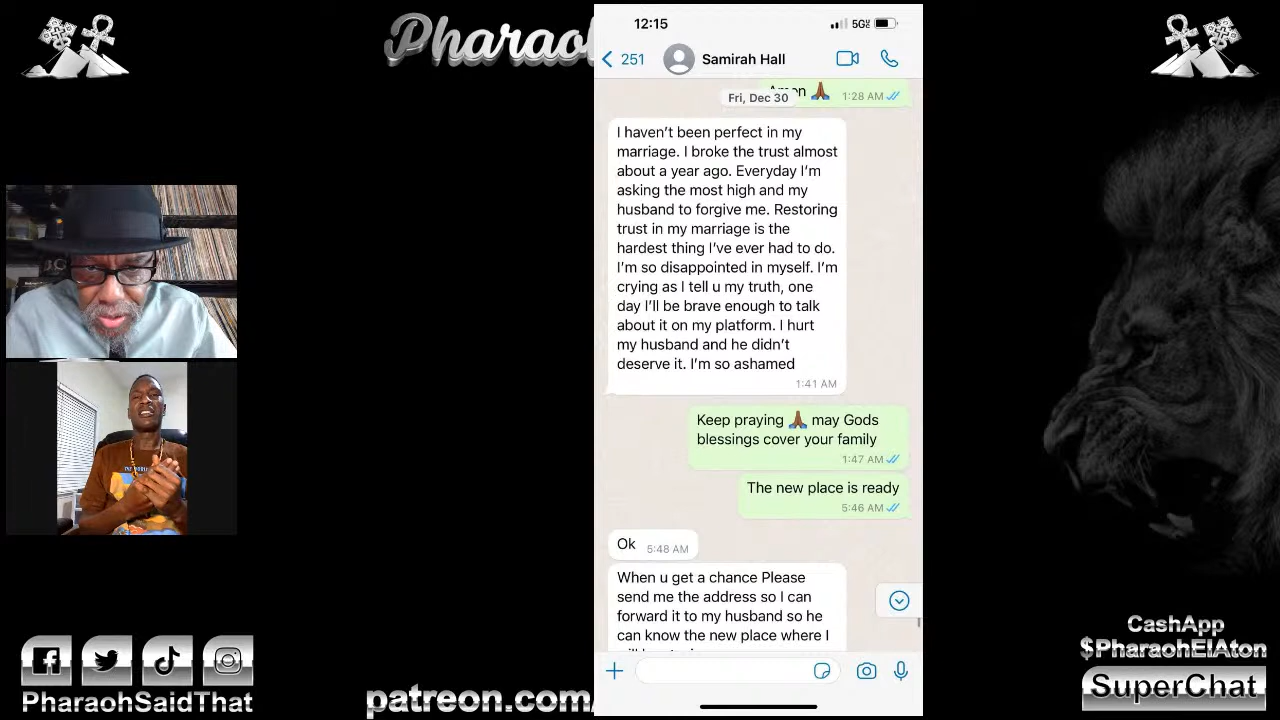 Pharaoh
12:15
5G
251
Samirah Hall
Amen 🙏🏾 1:28 AM
Fri, Dec 30
I haven't been perfect in my
marriage. I broke the trust almost
about a year ago. Everyday I'm
asking the most high and my
husband to forgive me. Restoring
trust in my marriage is the
hardest thing I've ever had to do.
I'm so disappointed in myself. I'm
crying as I tell u my truth, one
day I'll be brave enough to talk
about it on my platform. I hurt
my husband and he didn't
deserve it. I'm so ashamed
1:41 AM
Keep praying 🙏🏾 may Gods
blessings cover your family
1:47 AM
The new place is ready
5:46 AM
Ok 5:48 AM
When u get a chance Please
send me the address so I can
forward it to my husband so he
can know the new place where I
PharaohSaidThat
patreon.com/
CashApp
$PharaohElAton
SuperChat